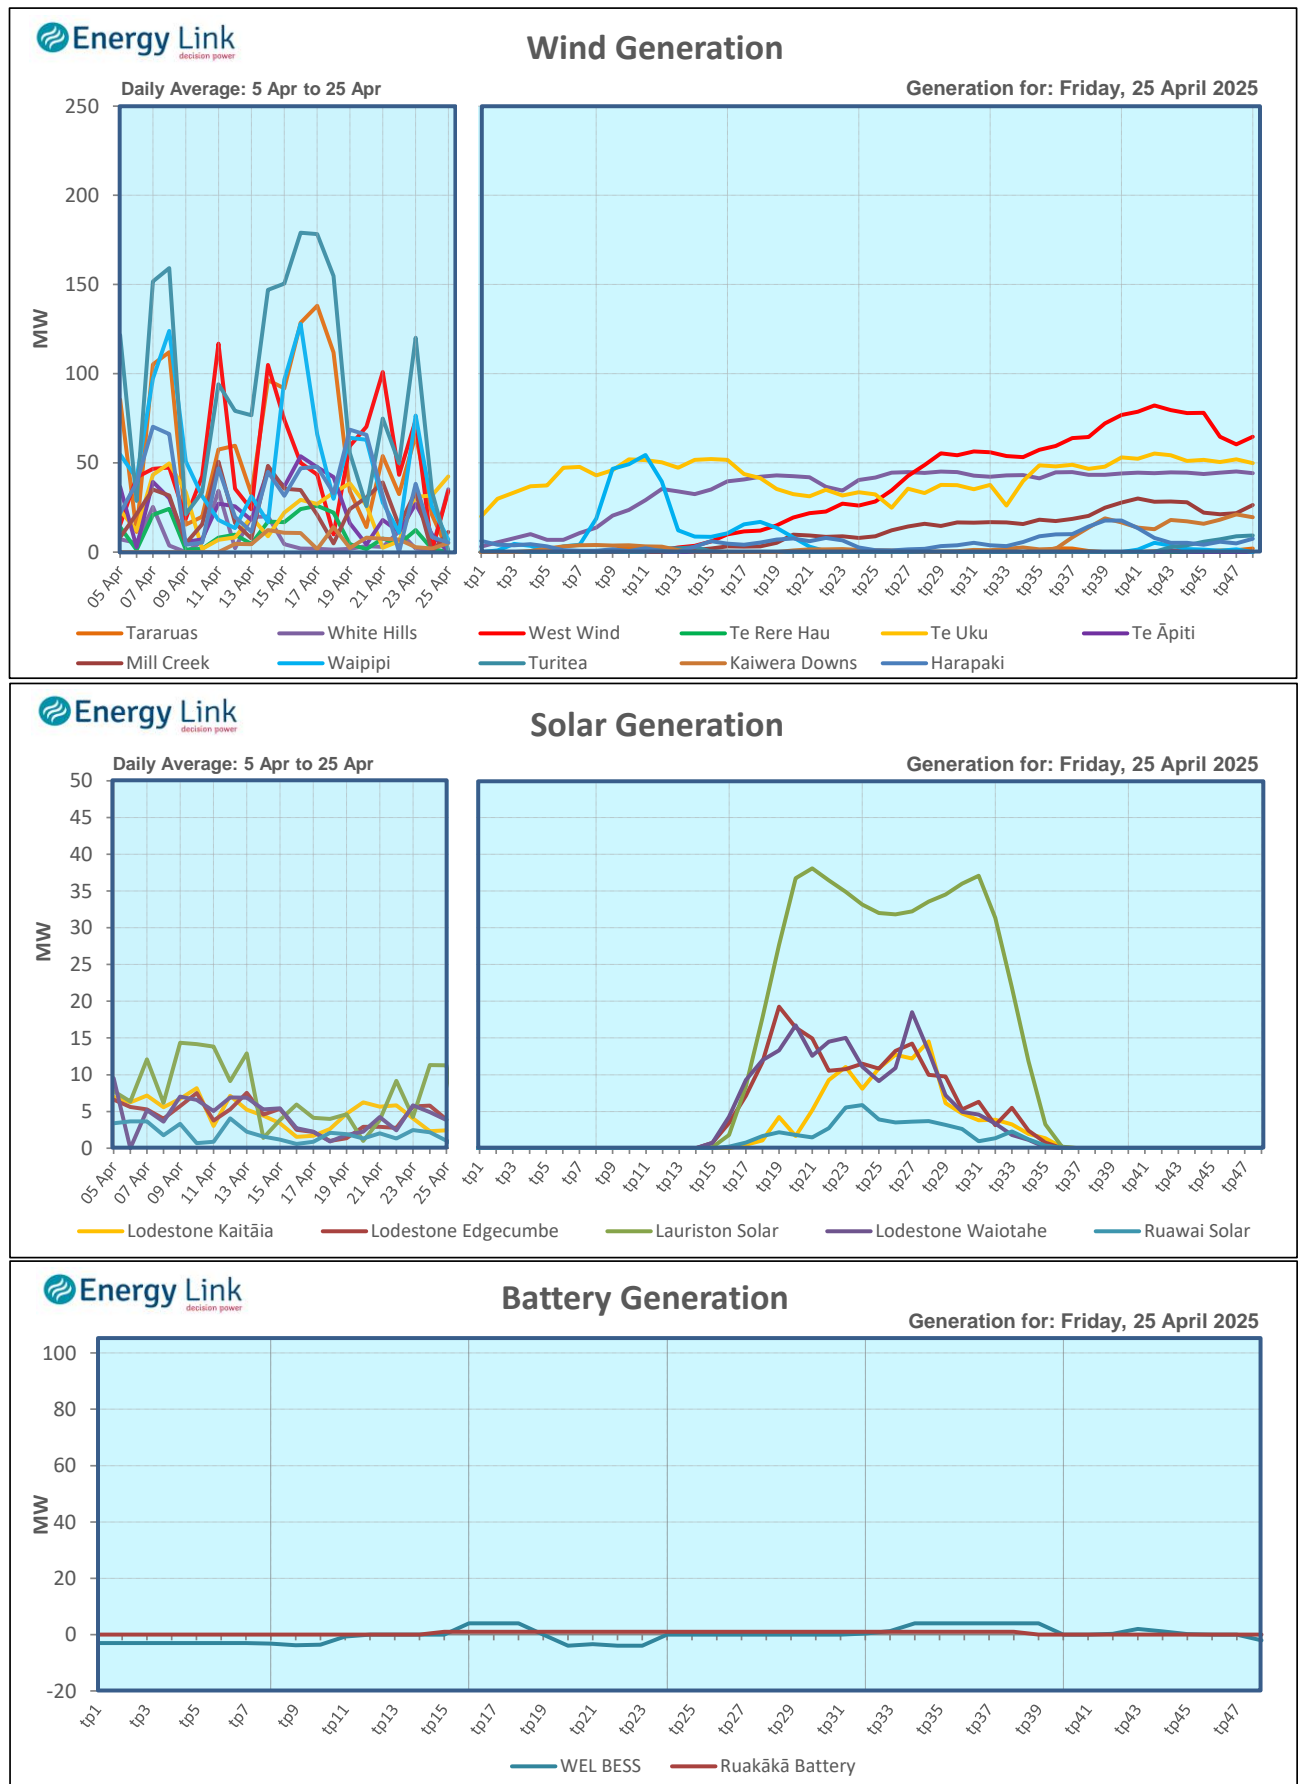 Energy Link
decision power
Wind Generation
Daily Average: 5 Apr to 25 Apr
Generation for: Friday, 25 April 2025
MW
250
200
150
100
50
0
05 Apr
07 Apr
09 Apr
11 Apr
13 Apr
15 Apr
17 Apr
19 Apr
21 Apr
23 Apr
25 Apr
tp1
tp3
tp5
tp7
tp9
tp11
tp13
tp15
tp17
tp19
tp21
tp23
tp25
tp27
tp29
tp31
tp33
tp35
tp37
tp39
tp41
tp43
tp45
tp47
Tararuas White Hills West Wind Te Rere Hau Te Uku Te Āpiti
Mill Creek Waipipi Turitea Kaiwera Downs Harapaki
Energy Link
decision power
Solar Generation
Daily Average: 5 Apr to 25 Apr
Generation for: Friday, 25 April 2025
MW
50
45
40
35
30
25
20
15
10
5
0
05 Apr
07 Apr
09 Apr
11 Apr
13 Apr
15 Apr
17 Apr
19 Apr
21 Apr
23 Apr
25 Apr
tp1
tp3
tp5
tp7
tp9
tp11
tp13
tp15
tp17
tp19
tp21
tp23
tp25
tp27
tp29
tp31
tp33
tp35
tp37
tp39
tp41
tp43
tp45
tp47
Lodestone Kaitāia Lodestone Edgecumbe Lauriston Solar Lodestone Waiotahe Ruawai Solar
Energy Link
decision power
Battery Generation
Generation for: Friday, 25 April 2025
MW
100
80
60
40
20
0
-20
tp1
tp3
tp5
tp7
tp9
tp11
tp13
tp15
tp17
tp19
tp21
tp23
tp25
tp27
tp29
tp31
tp33
tp35
tp37
tp39
tp41
tp43
tp45
tp47
WEL BESS Ruakākā Battery